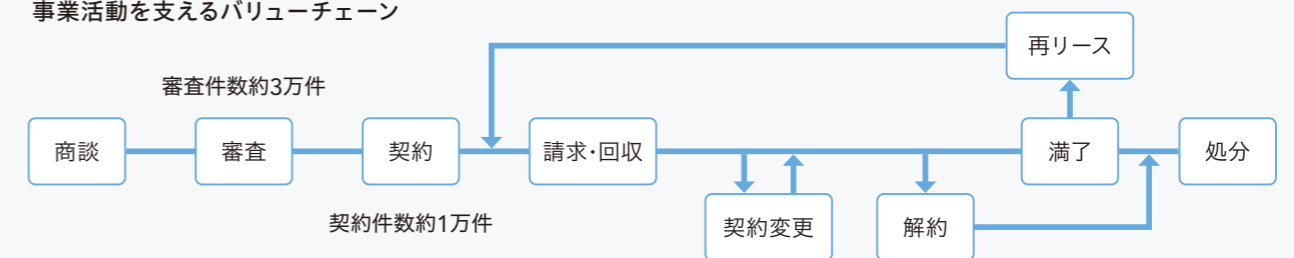 事業活動を支えるバリューチェーン
再リース
審査件数約3万件
商談
審査
契約
請求・回収
満了
処分
契約件数約1万件
契約変更
解約